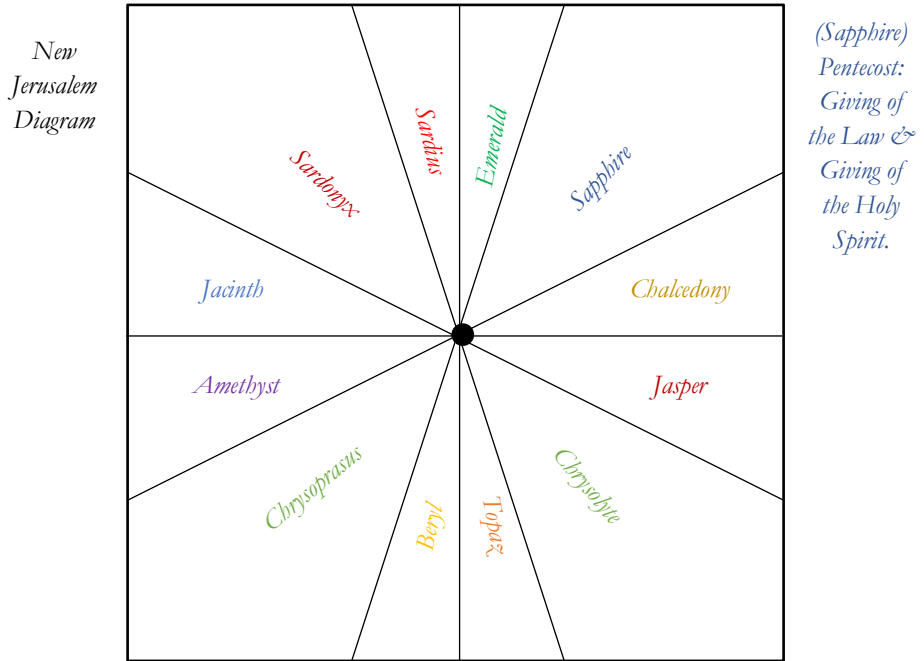 New
Jerusalem
Diagram
(Sapphire)
Pentecost:
Giving of
the Law &
Giving of
the Holy
Spirit.
Sardius
Emerald
Sardonyx
Sapphire
Jacinth
Chalcedony
Amethyst
Jasper
Chrysoprasus
Chrysolyte
Beryl
Topaz